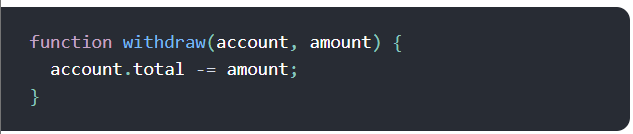 function withdraw(account, amount) {
  account.total -= amount;
}